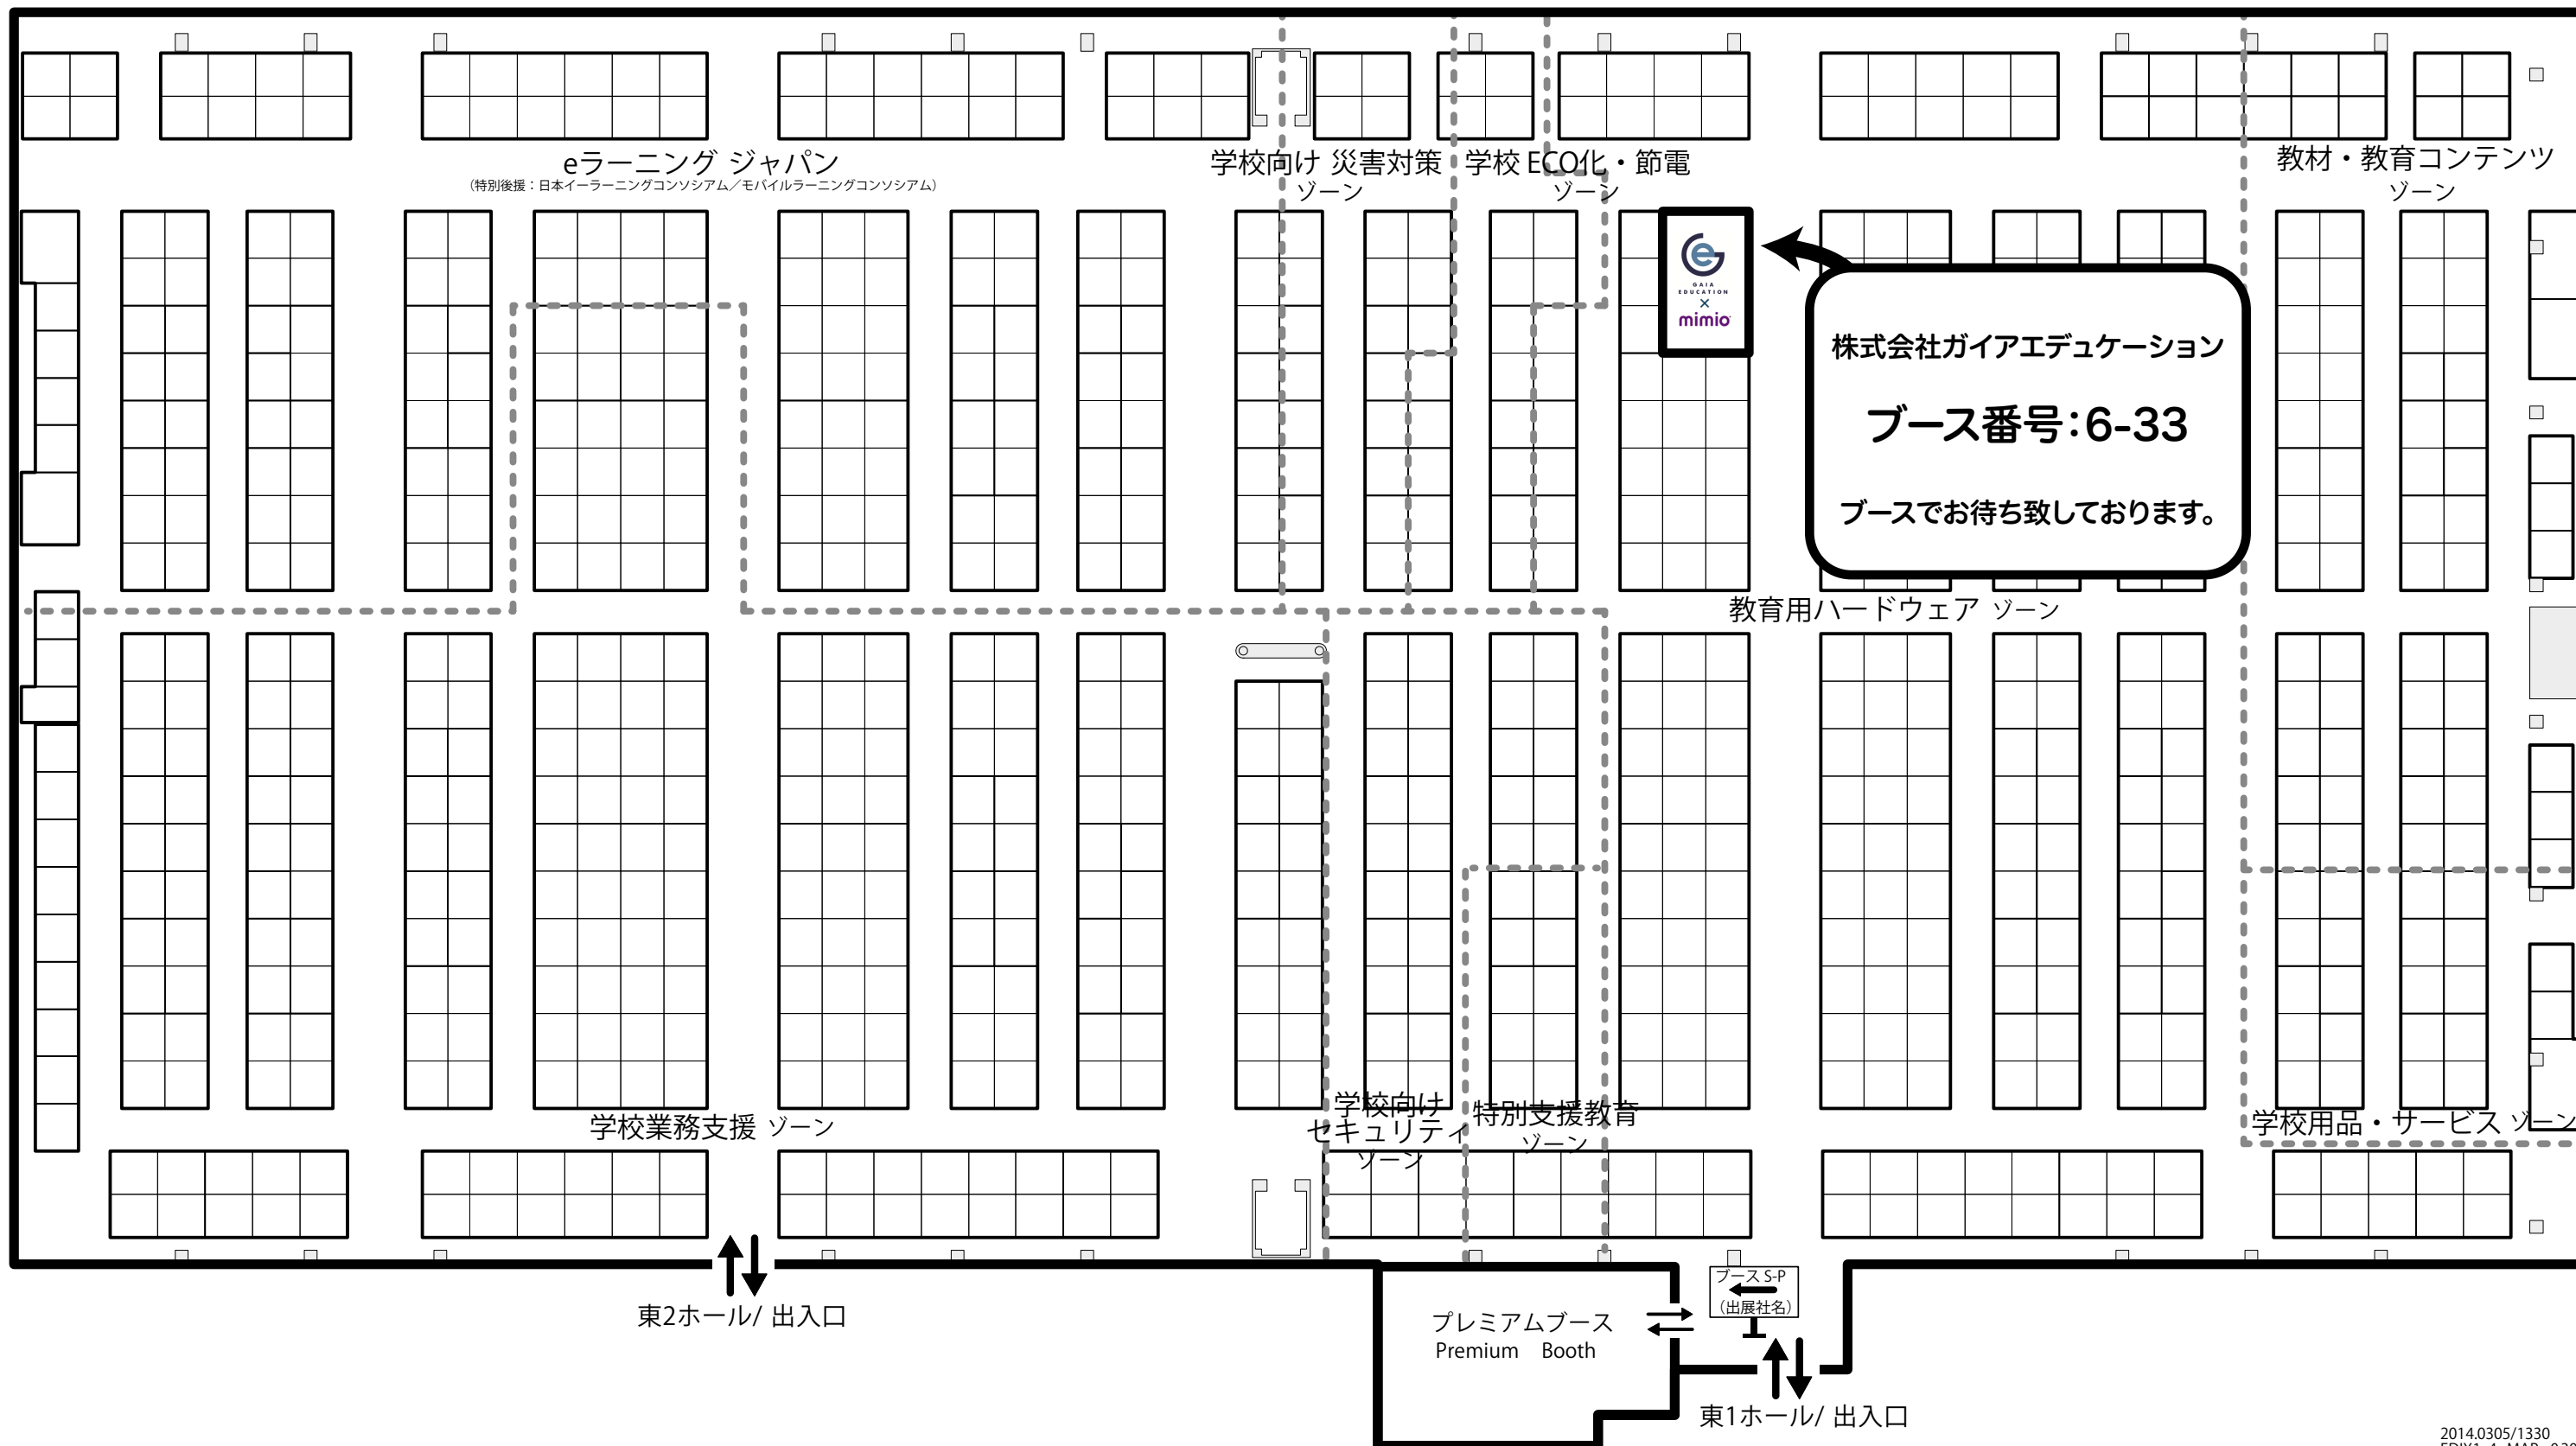 eラーニング ジャパン
（特別後援：日本イーラーニングコンソシアム／モバイルラーニングコンソシアム）
学校向け 災害対策
ゾーン
学校 ECO化・節電
ゾーン
教材・教育コンテンツ
ゾーン
GAIA
EDUCATION
×
mimio
株式会社ガイアエデュケーション
ブース番号：6-33
ブースでお待ち致しております。
教育用ハードウェア ゾーン
学校業務支援 ゾーン
学校向け
セキュリティ
ゾーン
特別支援教育
ゾーン
学校用品・サービス ゾーン
東2ホール/ 出入口
プレミアムブース
Premium Booth
ブース S-P
（出展社名）
東1ホール/ 出入口
2014.0305/1330